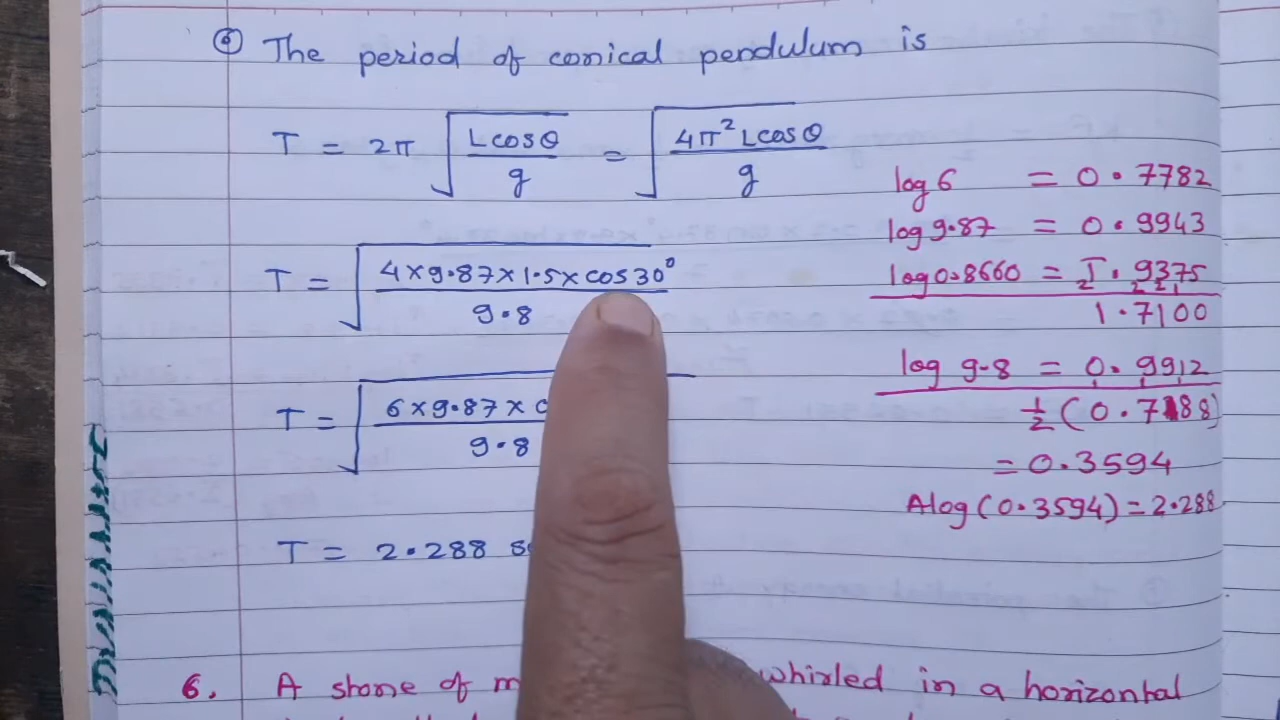 ⑥ The period of conical pendulum is
T = 2π √(Lcosθ / g) = √(4π² Lcosθ / g)
T = √(4 × 9.87 × 1.5 × cos30° / 9.8)
T = √(6 × 9.87 × / 9.8)
T = 2.288
log 6 = 0.7782
log 9.87 = 0.9943
log 0.8660 = 1̅.9375
1.7100
log 9.8 = 0.9912
½ (0.7188)
= 0.3594
Alog (0.3594) = 2.288
6. A stone of whirled in a horizontal